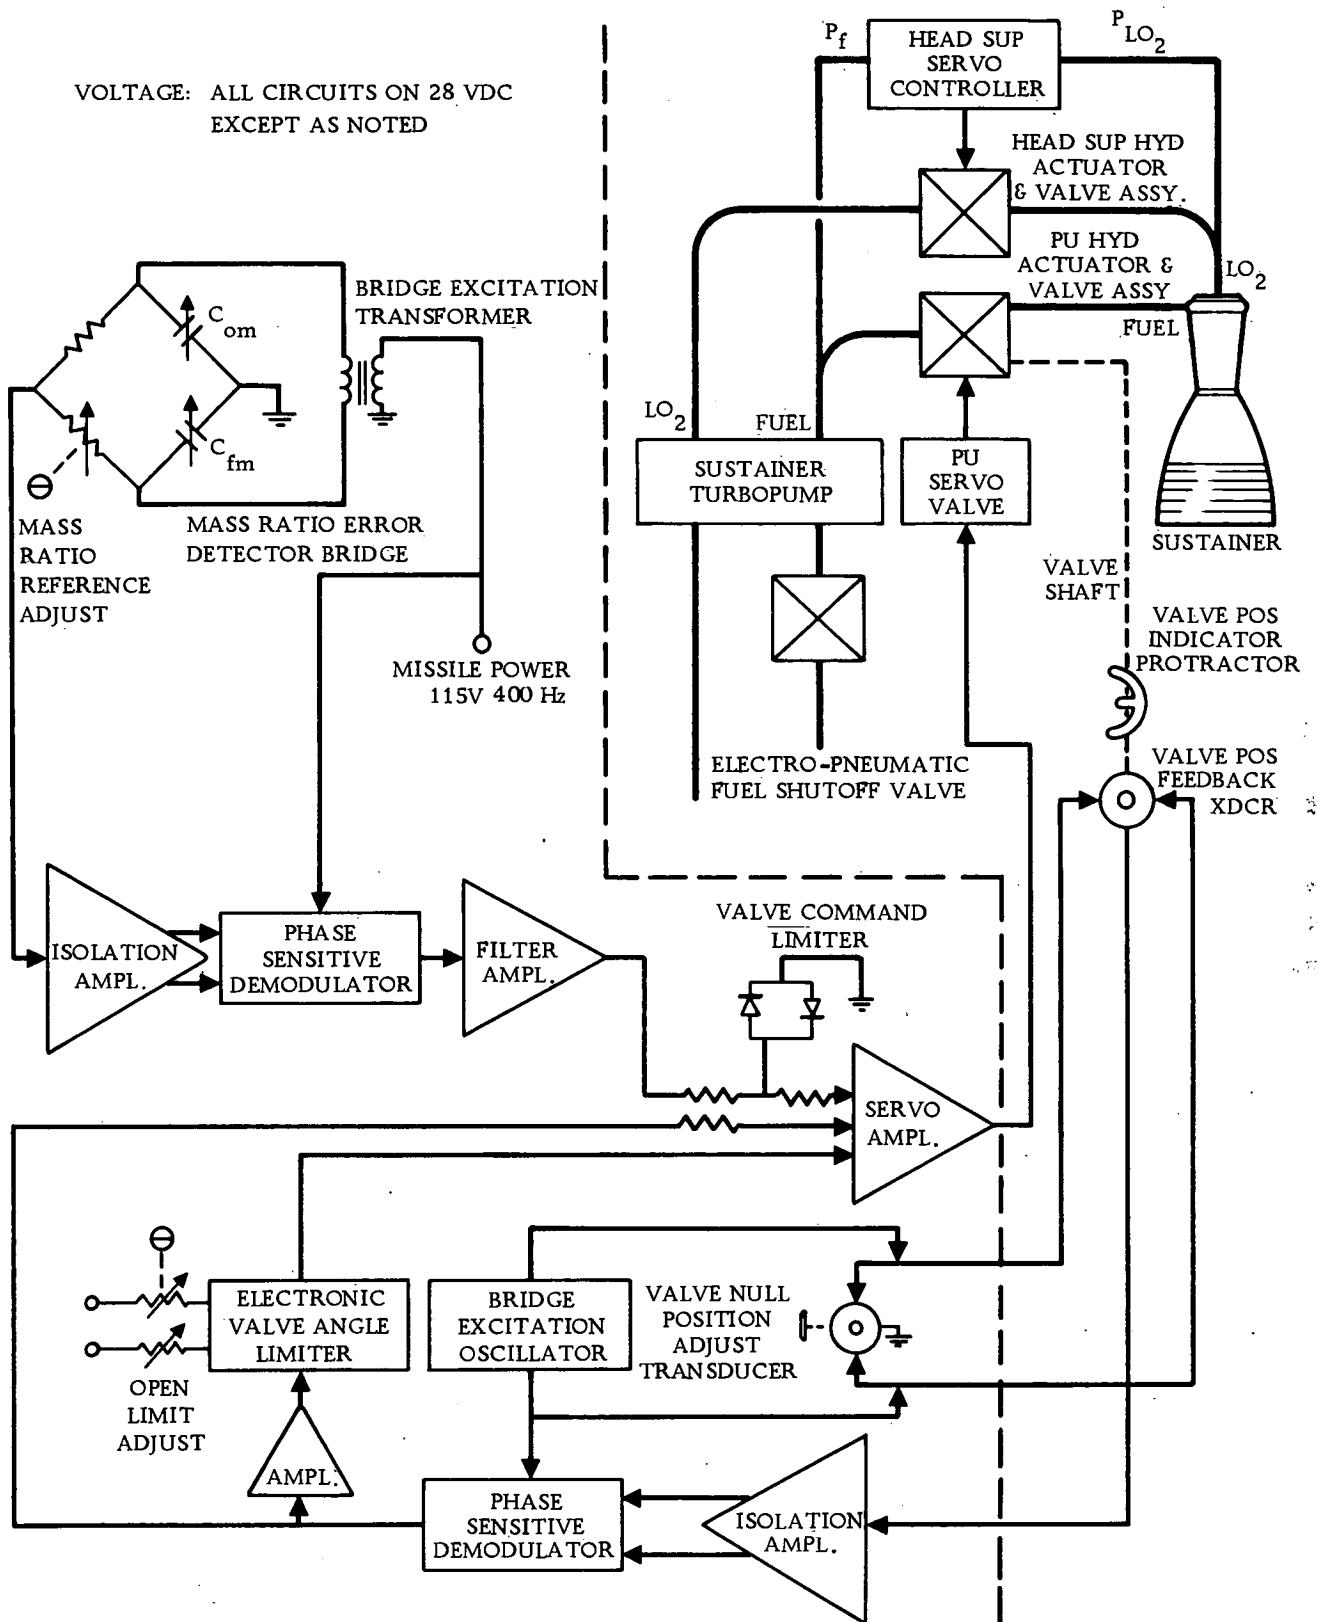 VOLTAGE: ALL CIRCUITS ON 28 VDC
EXCEPT AS NOTED
P_f
HEAD SUP
SERVO
CONTROLLER
P_LO2
HEAD SUP HYD
ACTUATOR
& VALVE ASSY.
PU HYD
ACTUATOR &
VALVE ASSY
LO2
FUEL
BRIDGE EXCITATION
TRANSFORMER
C_om
C_fm
MASS
RATIO
REFERENCE
ADJUST
MASS RATIO ERROR
DETECTOR BRIDGE
MISSILE POWER
115V 400 Hz
LO2
FUEL
SUSTAINER
TURBOPUMP
PU
SERVO
VALVE
SUSTAINER
VALVE
SHAFT
VALVE POS
INDICATOR
PROTRACTOR
ELECTRO-PNEUMATIC
FUEL SHUTOFF VALVE
VALVE POS
FEEDBACK
XDCR
ISOLATION
AMPL.
PHASE
SENSITIVE
DEMODULATOR
FILTER
AMPL.
VALVE COMMAND
LIMITER
SERVO
AMPL.
ELECTRONIC
VALVE ANGLE
LIMITER
BRIDGE
EXCITATION
OSCILLATOR
VALVE NULL
POSITION
ADJUST
TRANSDUCER
OPEN
LIMIT
ADJUST
AMPL.
PHASE
SENSITIVE
DEMODULATOR
ISOLATION
AMPL.